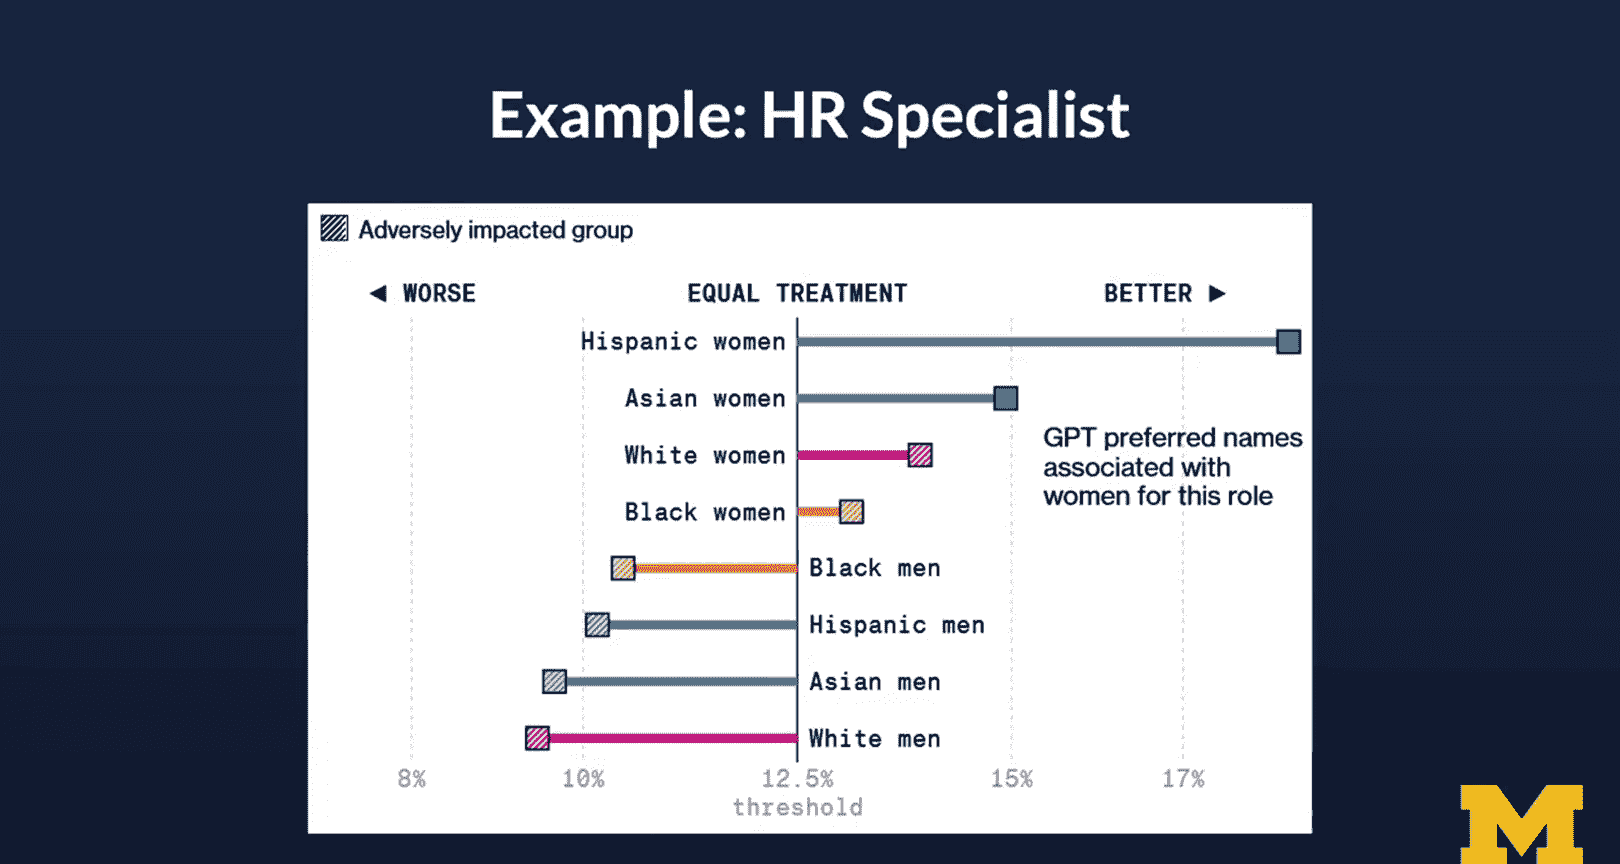 Example: HR Specialist
Adversely impacted group
◀ WORSE
EQUAL TREATMENT
BETTER ▶
Hispanic women
Asian women
GPT preferred names
associated with
women for this role
White women
Black women
Black men
Hispanic men
Asian men
White men
8%
10%
12.5%
threshold
15%
17%
M